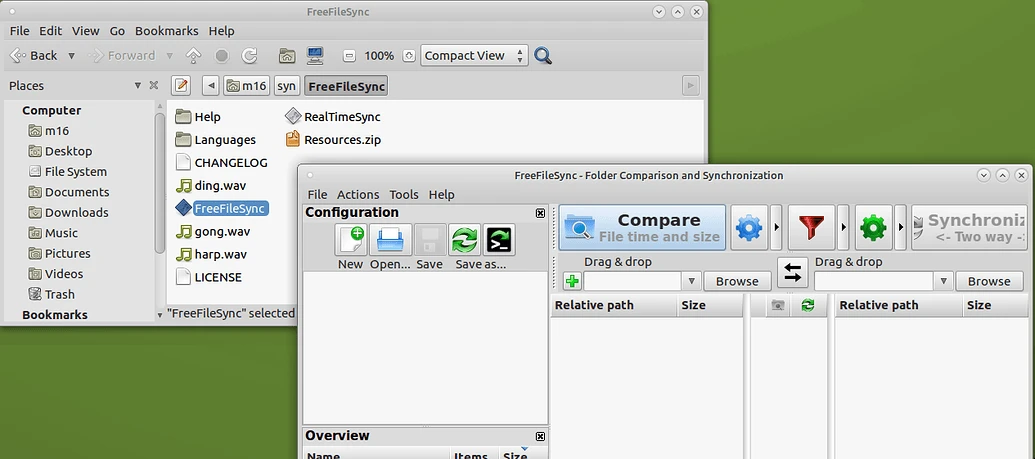 FreeFileSync
File Edit View Go Bookmarks Help
Back Forward 100% Compact View
Places m16 syn FreeFileSync
Computer
m16
Desktop
File System
Documents
Downloads
Music
Pictures
Videos
Trash
Bookmarks
Help RealTimeSync
Languages Resources.zip
CHANGELOG
ding.wav
FreeFileSync
gong.wav
harp.wav
LICENSE
"FreeFileSync" selected
FreeFileSync - Folder Comparison and Synchronization
File Actions Tools Help
Configuration
New Open... Save Save as...
Compare
File time and size
Synchroniz
<- Two way -
Drag & drop Drag & drop
Browse Browse
Relative path Size Relative path Size
Overview
Name Items Size